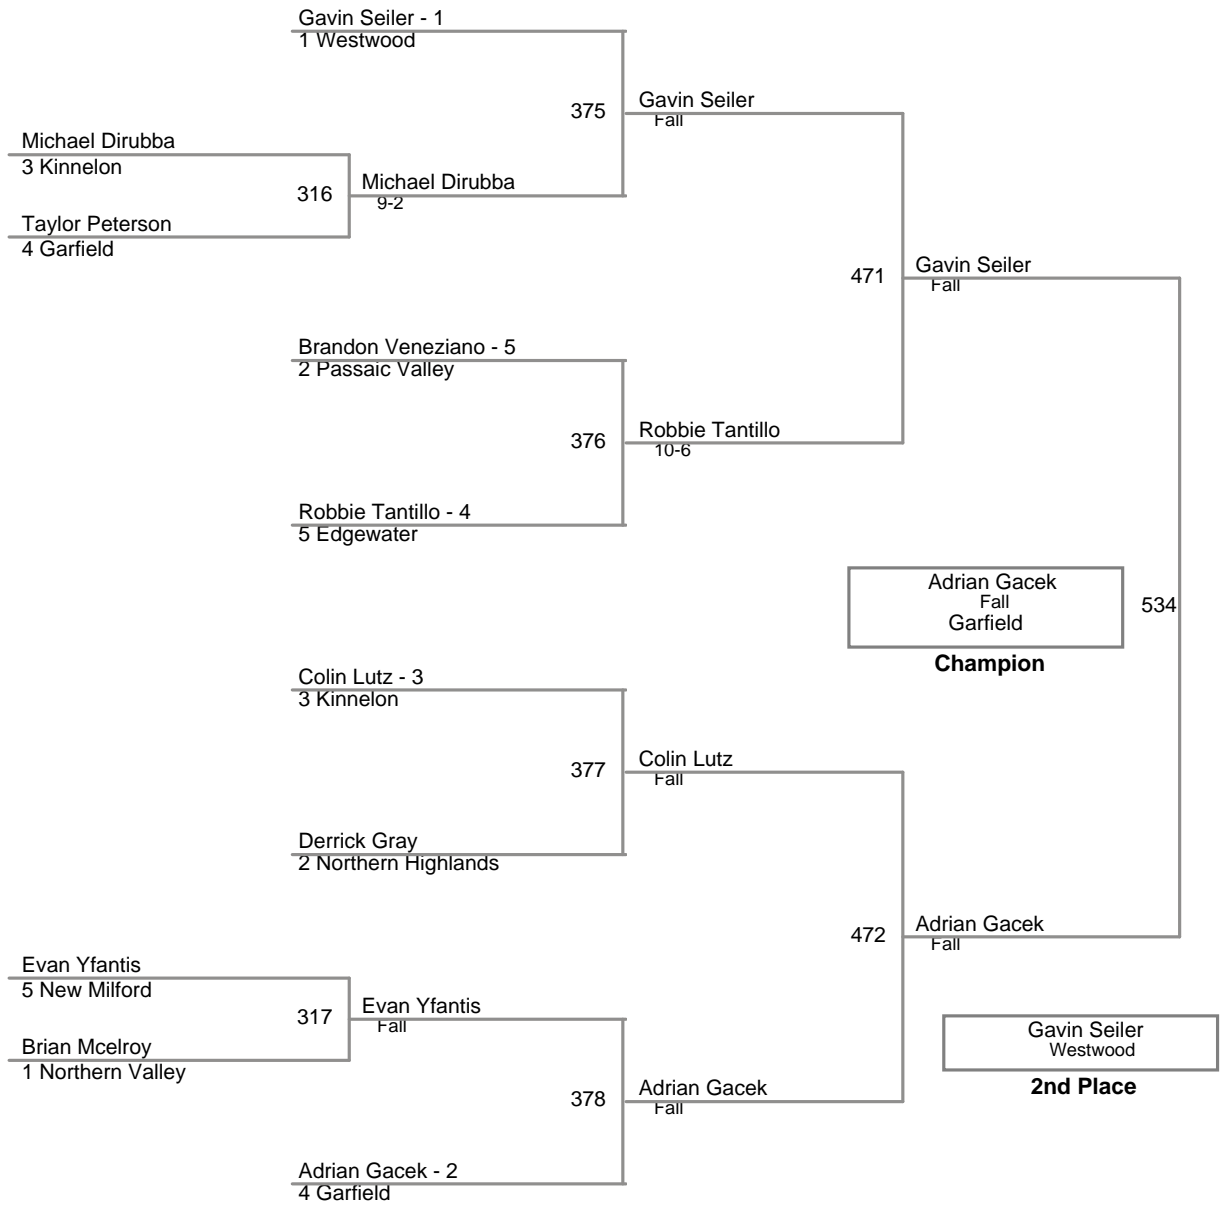 Gavin Seiler - 1
1 Westwood
375
Gavin Seiler
Fall
Michael Dirubba
3 Kinnelon
316
Michael Dirubba
9-2
Taylor Peterson
4 Garfield
471
Gavin Seiler
Fall
Brandon Veneziano - 5
2 Passaic Valley
376
Robbie Tantillo
10-6
Robbie Tantillo - 4
5 Edgewater
Adrian Gacek
Fall
Garfield
534
Champion
Colin Lutz - 3
3 Kinnelon
377
Colin Lutz
Fall
Derrick Gray
2 Northern Highlands
472
Adrian Gacek
Fall
Evan Yfantis
5 New Milford
317
Evan Yfantis
Fall
Brian Mcelroy
1 Northern Valley
Gavin Seiler
Westwood
2nd Place
378
Adrian Gacek
Fall
Adrian Gacek - 2
4 Garfield